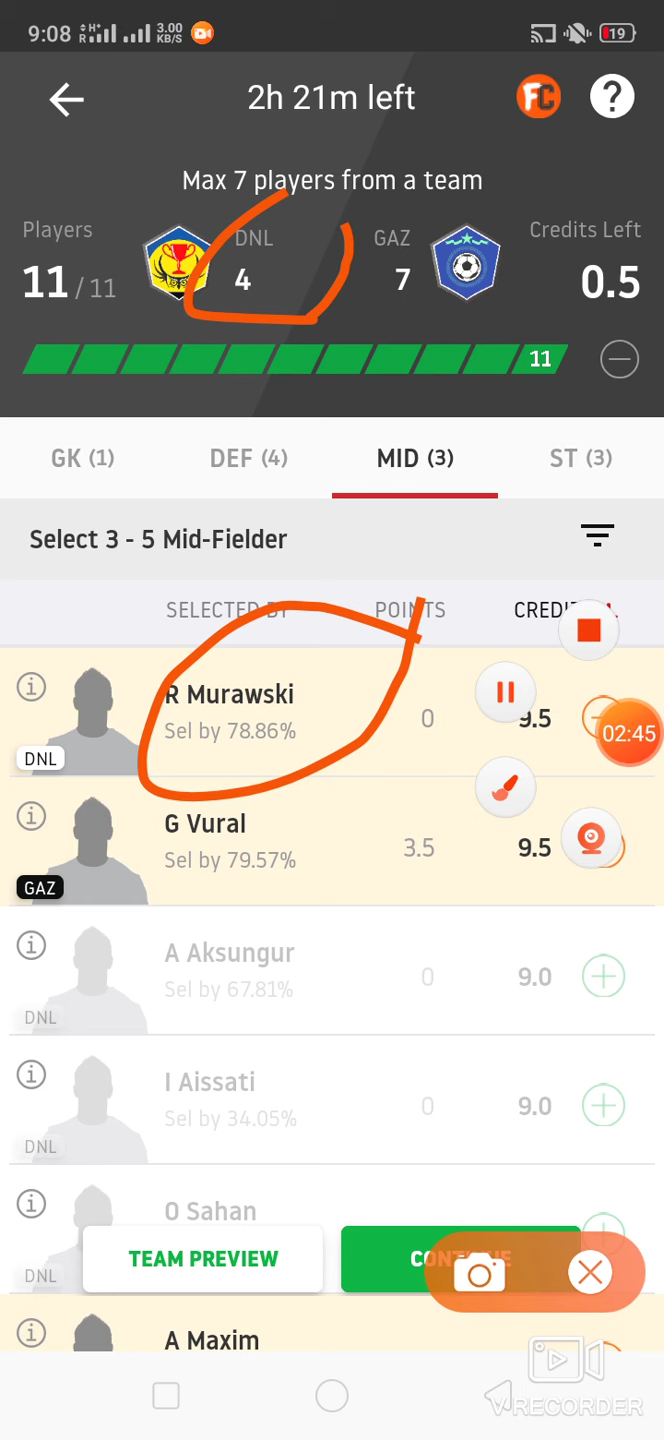 9:08 R H+ 3.00 KB/S 19
2h 21m left FC ?
Max 7 players from a team
Players DNL GAZ Credits Left
11 / 11 4 7 0.5
11
GK (1) DEF (4) MID (3) ST (3)
Select 3 - 5 Mid-Fielder
SELECTED BY POINTS
R Murawski
Sel by 78.86% 0 9.5 02:45
DNL
G Vural
Sel by 79.57% 3.5 9.5
GAZ
A Aksungur
Sel by 67.81% 0 9.0
DNL
I Aissati
Sel by 34.05% 0 9.0
DNL
O Sahan
TEAM PREVIEW
DNL
A Maxim
VRECORDER